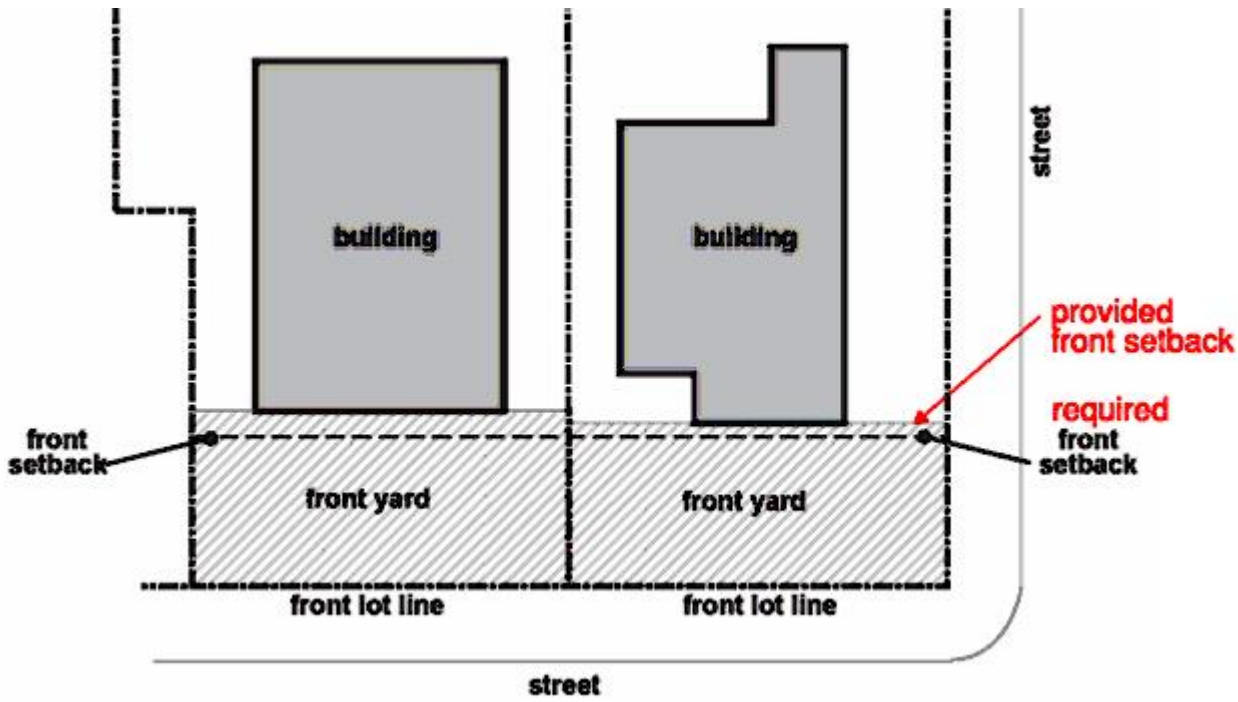 building
building
street
provided
front setback
required
front
setback
front
setback
front yard
front yard
front lot line
front lot line
street